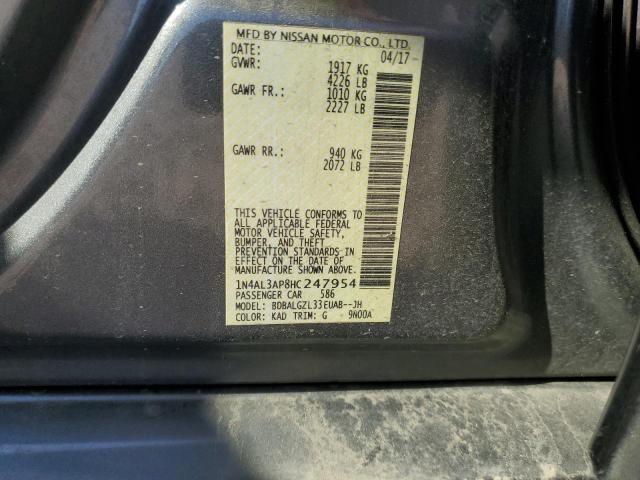 MFD BY NISSAN MOTOR CO., LTD.
DATE: 04/17
GVWR: 1917 KG
4226 LB
GAWR FR.: 1010 KG
2227 LB
GAWR RR.: 940 KG
2072 LB
THIS VEHICLE CONFORMS TO
ALL APPLICABLE FEDERAL
MOTOR VEHICLE SAFETY,
BUMPER, AND THEFT
PREVENTION STANDARDS IN
EFFECT ON THE DATE OF
MANUFACTURE SHOWN ABOVE.
1N4AL3AP8HC247954
PASSENGER CAR 586
MODEL: BDBALGZL33EUAB--JH
COLOR: KAD TRIM: G 9N00A